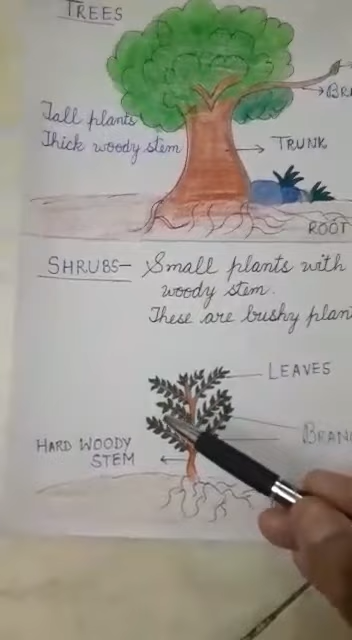 TREES
Tall plants
Thick woody stem
TRUNK
ROOT
SHRUBS- Small plants with
woody stem.
These are bushy plant
LEAVES
HARD WOODY
STEM